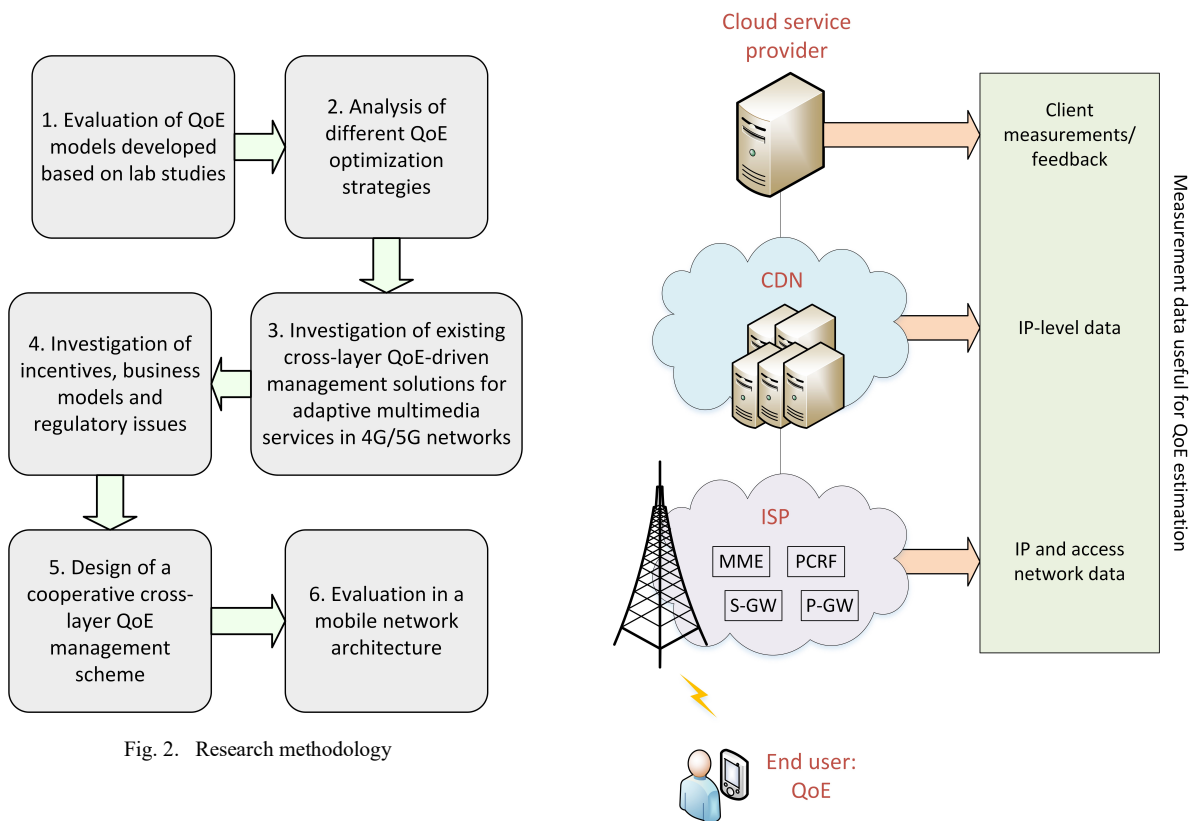 1. Evaluation of QoE
models developed
based on lab studies
2. Analysis of
different QoE
optimization
strategies
3. Investigation of existing
cross-layer QoE-driven
management solutions for
adaptive multimedia
services in 4G/5G networks
4. Investigation of
incentives, business
models and
regulatory issues
5. Design of a
cooperative cross-
layer QoE
management
scheme
6. Evaluation in a
mobile network
architecture
Fig. 2. Research methodology
Cloud service
provider
Client
measurements/
feedback
CDN
IP-level data
ISP
MME
PCRF
S-GW
P-GW
IP and access
network data
Measurement data useful for QoE estimation
End user:
QoE